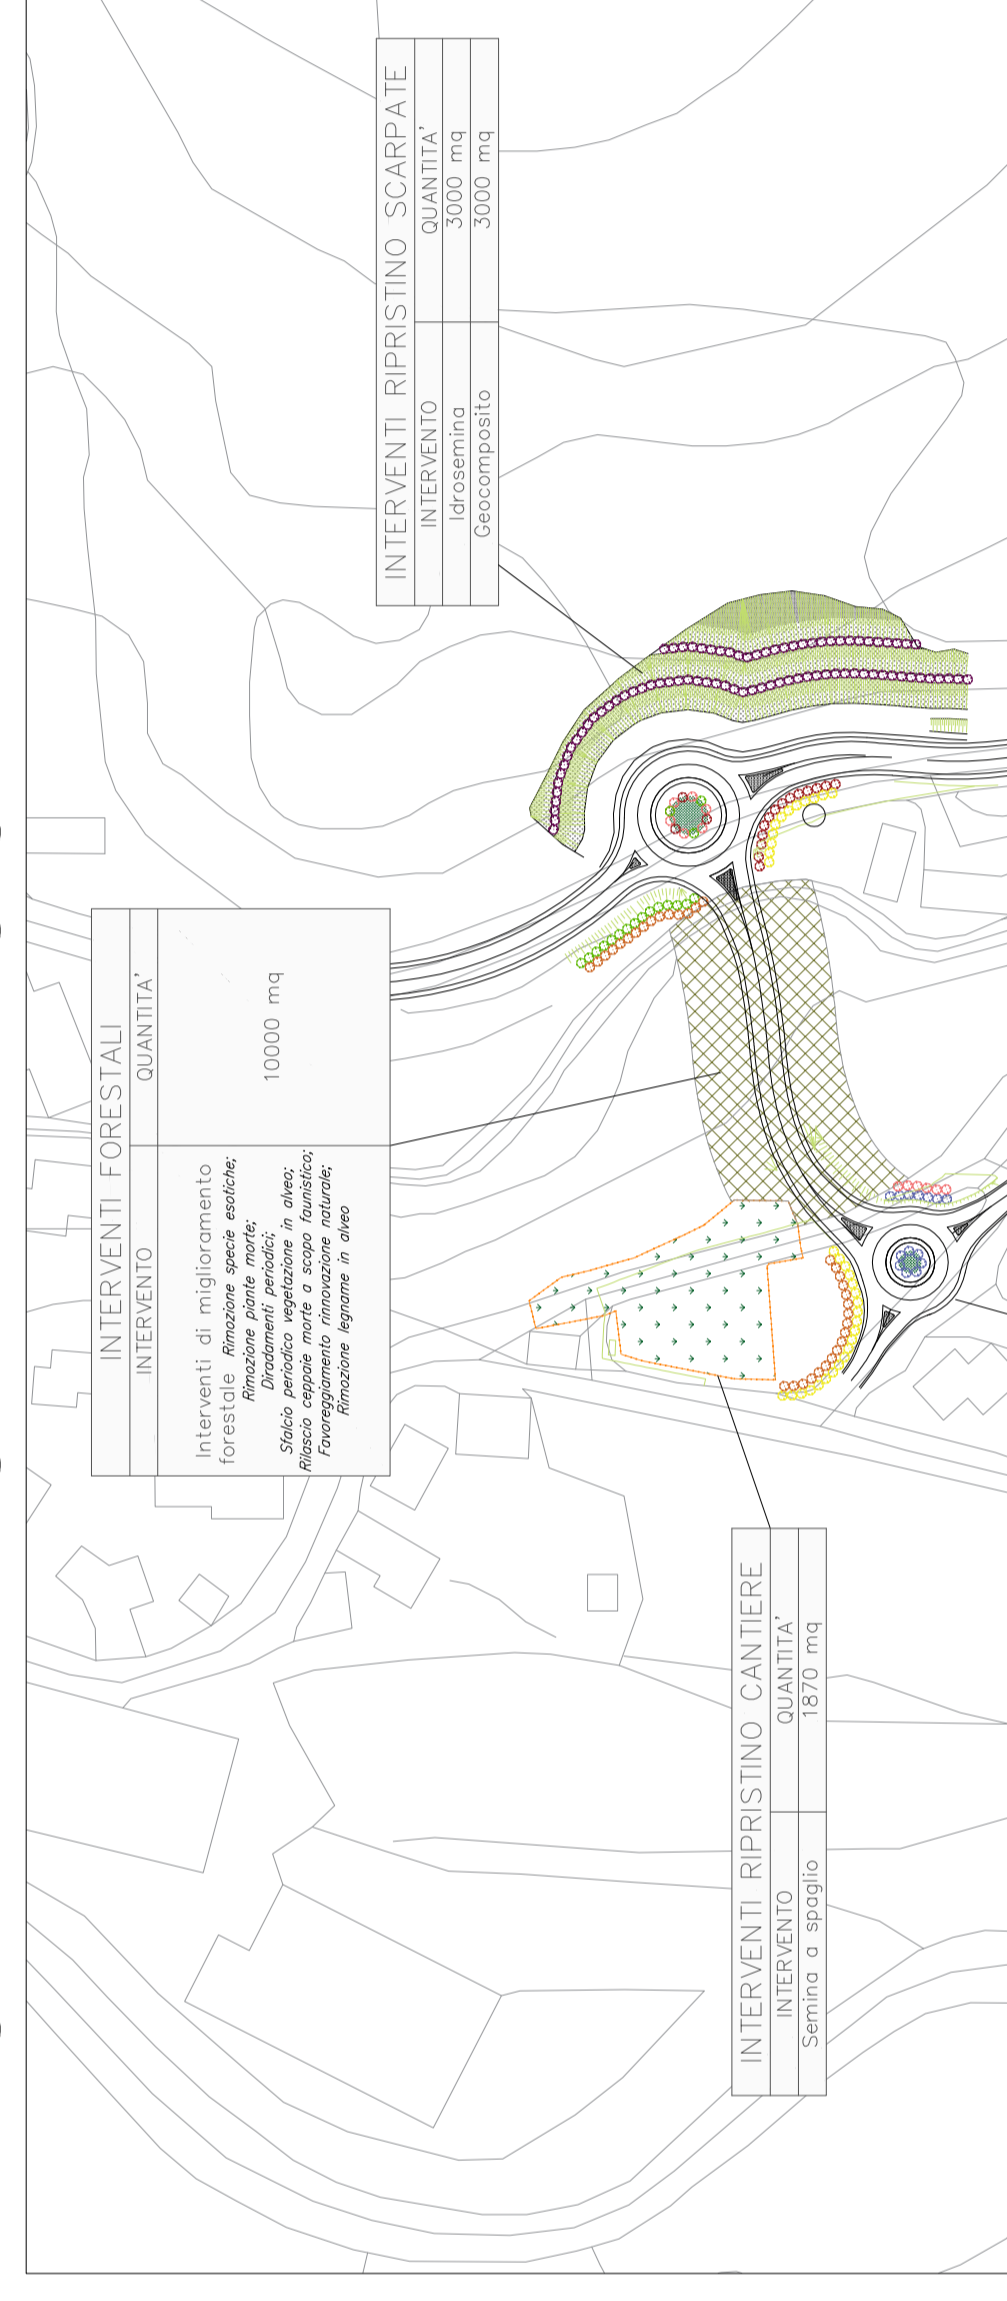 INTERVENTI RIPRISTINO SCARPATE
INTERVENTO QUANTITA'
Idrosemina 3000 mq
Geocomposito 3000 mq
INTERVENTI FORESTALI
INTERVENTO QUANTITA'
Interventi di miglioramento
forestale Rimozione specie esotiche;
Rimozione piante morte;
Diradamenti periodici;
Sfalcio periodico vegetazione in alveo;
Rilascio ceppaie morte a scopo faunistico;
Favoreggiamento rinnovazione naturale;
Rimozione legname in alveo
10000 mq
INTERVENTI RIPRISTINO CANTIERE
INTERVENTO QUANTITA'
Semina a spaglio 1870 mq